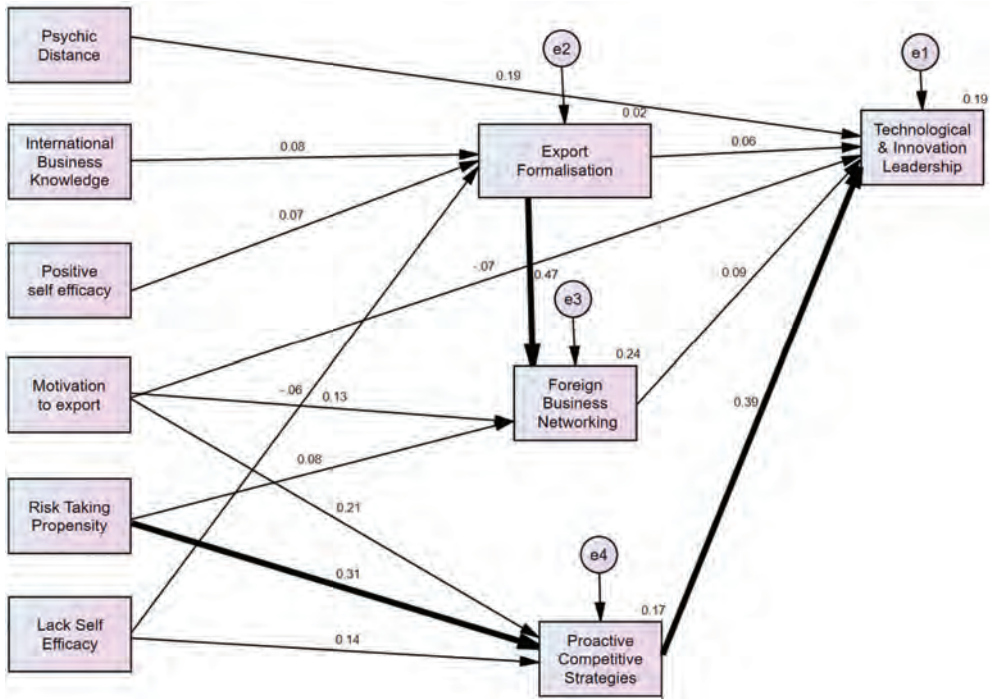 Psychic
Distance
e2
e1
0.19
0.19
0.02
International
Business
Knowledge
0.08
Export
Formalisation
0.06
Technological
& Innovation
Leadership
0.07
Positive
self efficacy
-.07
0.47
0.09
e3
0.24
Motivation
to export
-.06
0.13
Foreign
Business
Networking
0.39
0.08
Risk Taking
Propensity
0.21
e4
0.31
0.17
Lack Self
Efficacy
0.14
Proactive
Competitive
Strategies